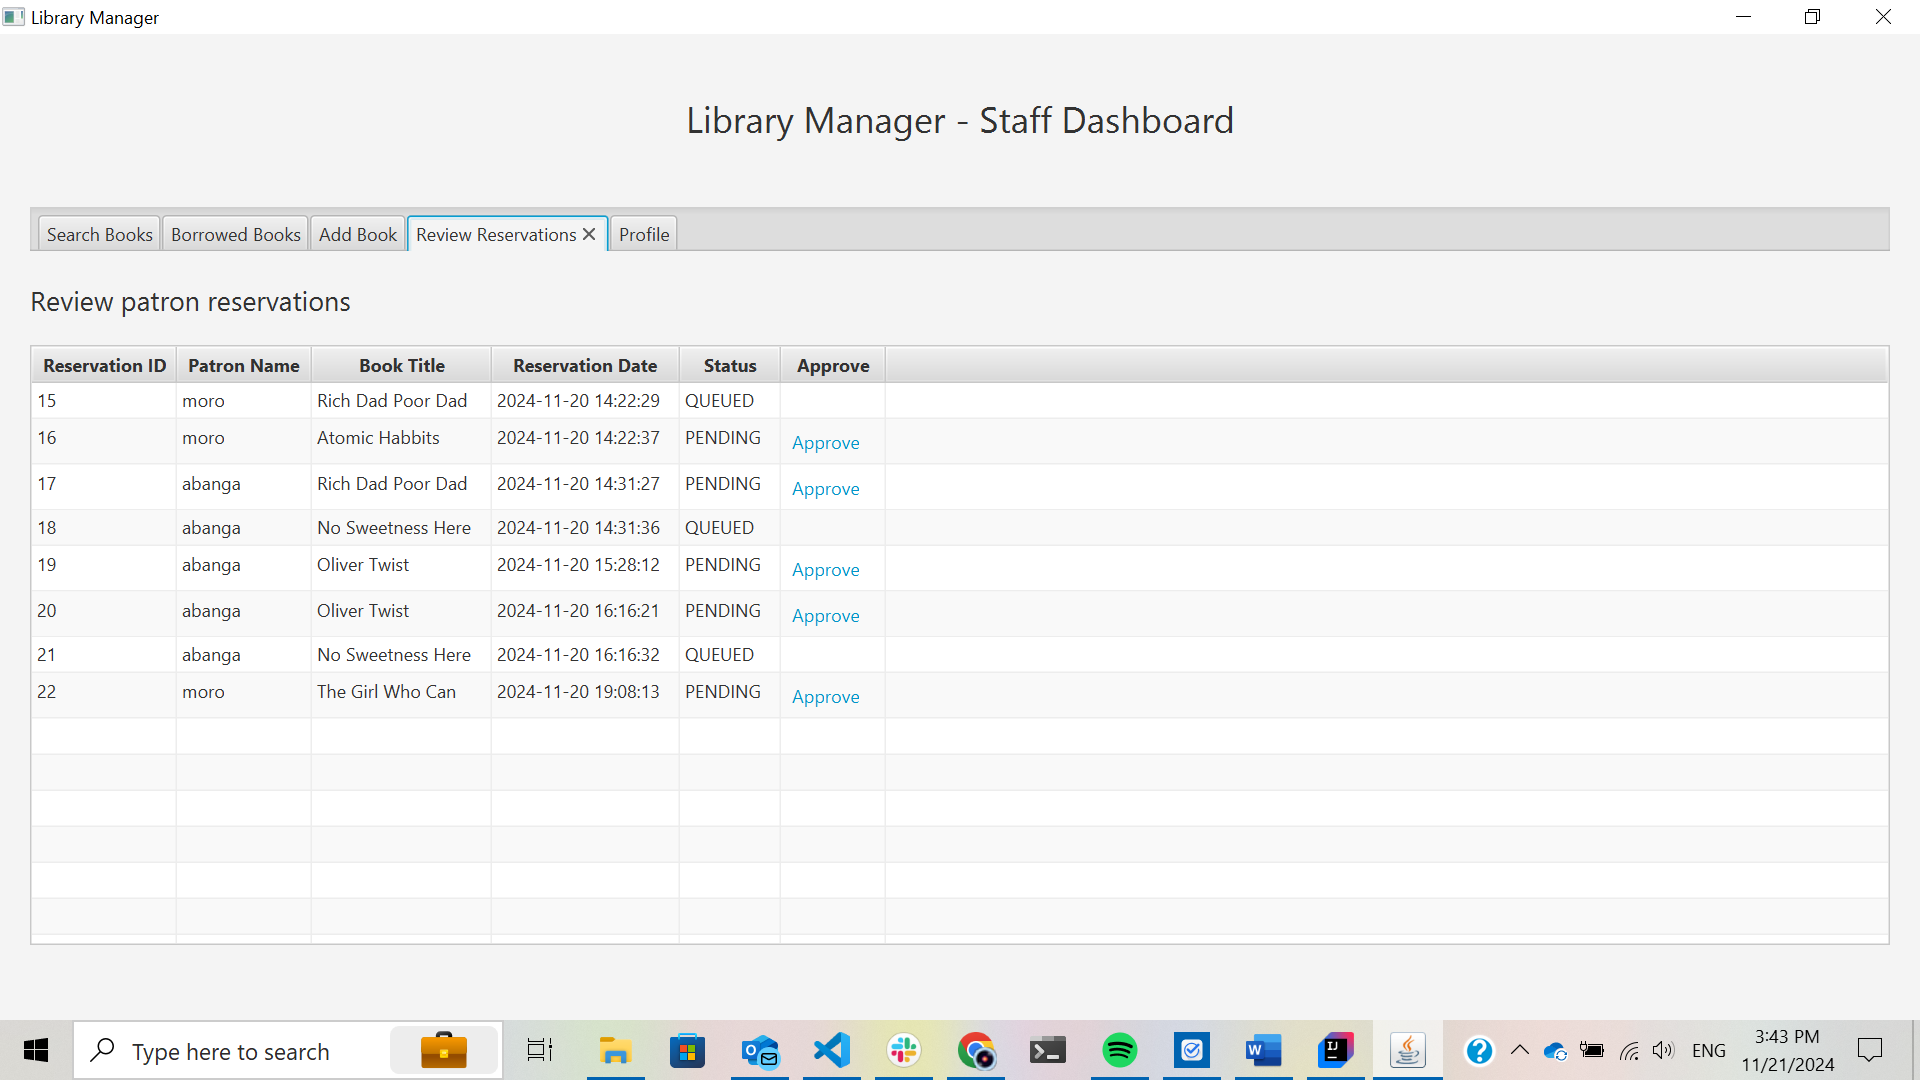 Library Manager
Library Manager - Staff Dashboard
Search Books Borrowed Books Add Book Review Reservations Profile
Review patron reservations
Reservation ID Patron Name Book Title Reservation Date Status Approve
15 moro Rich Dad Poor Dad 2024-11-20 14:22:29 QUEUED
16 moro Atomic Habbits 2024-11-20 14:22:37 PENDING Approve
17 abanga Rich Dad Poor Dad 2024-11-20 14:31:27 PENDING Approve
18 abanga No Sweetness Here 2024-11-20 14:31:36 QUEUED
19 abanga Oliver Twist 2024-11-20 15:28:12 PENDING Approve
20 abanga Oliver Twist 2024-11-20 16:16:21 PENDING Approve
21 abanga No Sweetness Here 2024-11-20 16:16:32 QUEUED
22 moro The Girl Who Can 2024-11-20 19:08:13 PENDING Approve
Type here to search
ENG
3:43 PM
11/21/2024